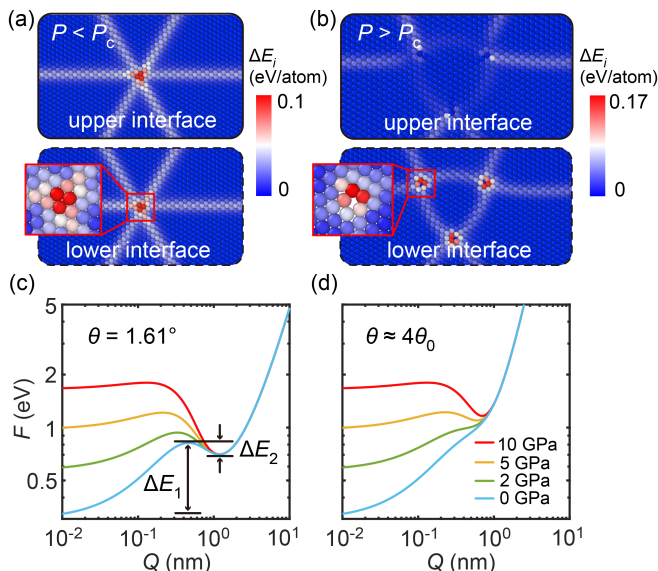 (a)
P < Pc
upper interface
lower interface
ΔEi
(eV/atom)
0.1
0
(b)
P > Pc
upper interface
lower interface
ΔEi
(eV/atom)
0.17
0
(c)
θ = 1.61°
F (eV)
5
2
1
0.5
ΔE1
ΔE2
10⁻² 10⁻¹ 10⁰ 10¹
Q (nm)
(d)
θ ≈ 4θ0
10 GPa
5 GPa
2 GPa
0 GPa
10⁻² 10⁻¹ 10⁰ 10¹
Q (nm)